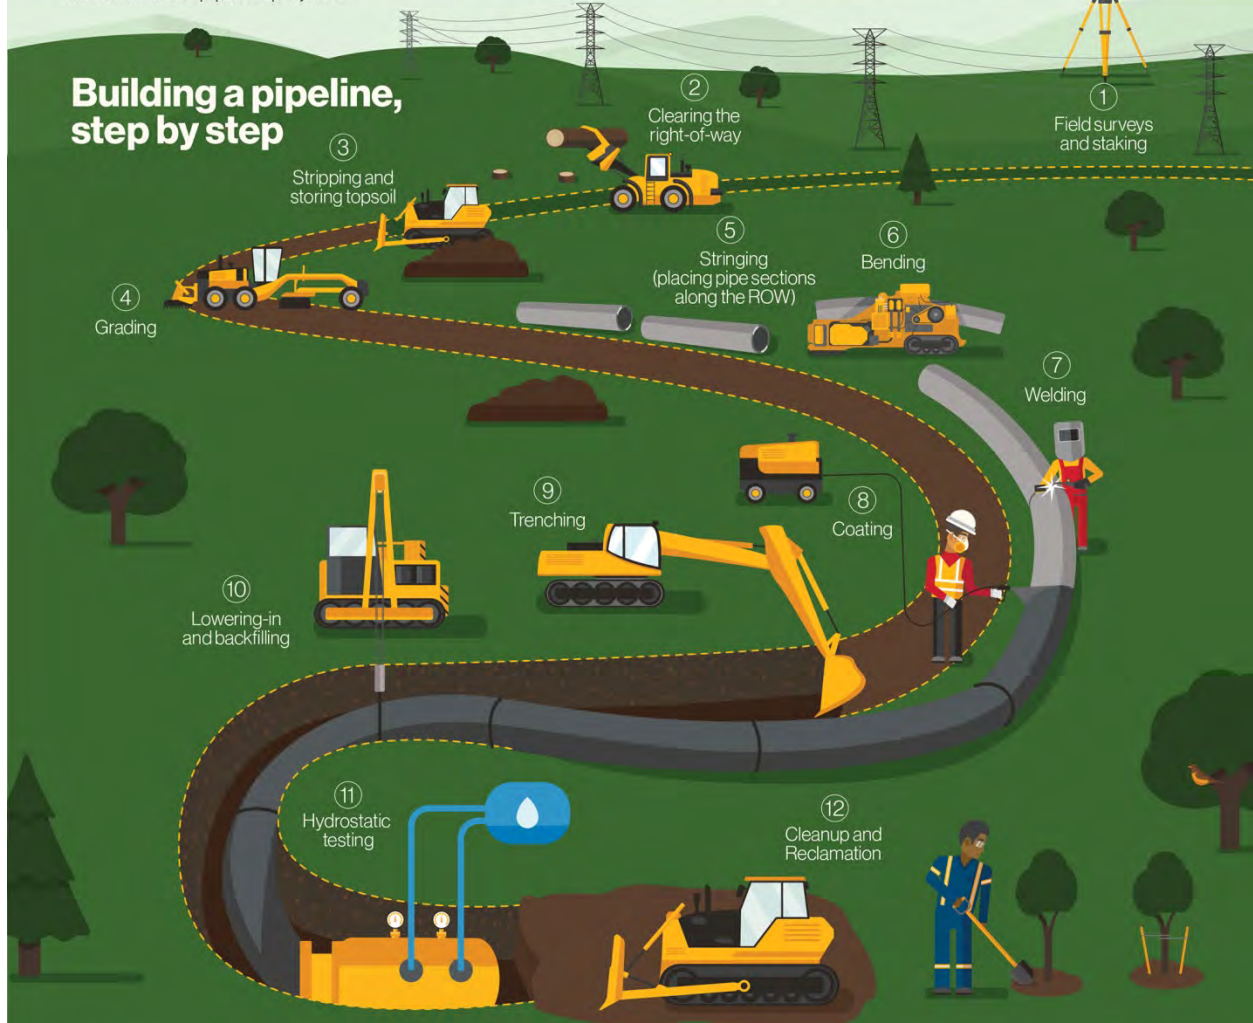 Building a pipeline,
step by step
1
Field surveys
and staking
2
Clearing the
right-of-way
3
Stripping and
storing topsoil
4
Grading
5
Stringing
(placing pipe sections
along the ROW)
6
Bending
7
Welding
8
Coating
9
Trenching
10
Lowering-in
and backfilling
11
Hydrostatic
testing
12
Cleanup and
Reclamation